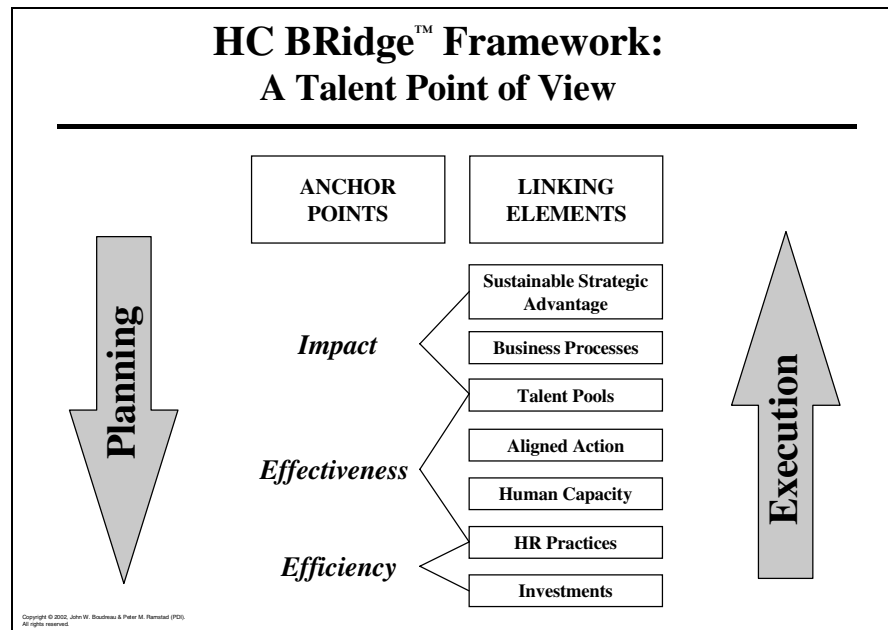 HC BRidge™ Framework:
A Talent Point of View
ANCHOR
POINTS
LINKING
ELEMENTS
Planning
Impact
Effectiveness
Efficiency
Sustainable Strategic
Advantage
Business Processes
Talent Pools
Aligned Action
Human Capacity
HR Practices
Investments
Execution
Copyright © 2002, John W. Boudreau & Peter M. Ramstad (PDI).
All rights reserved.